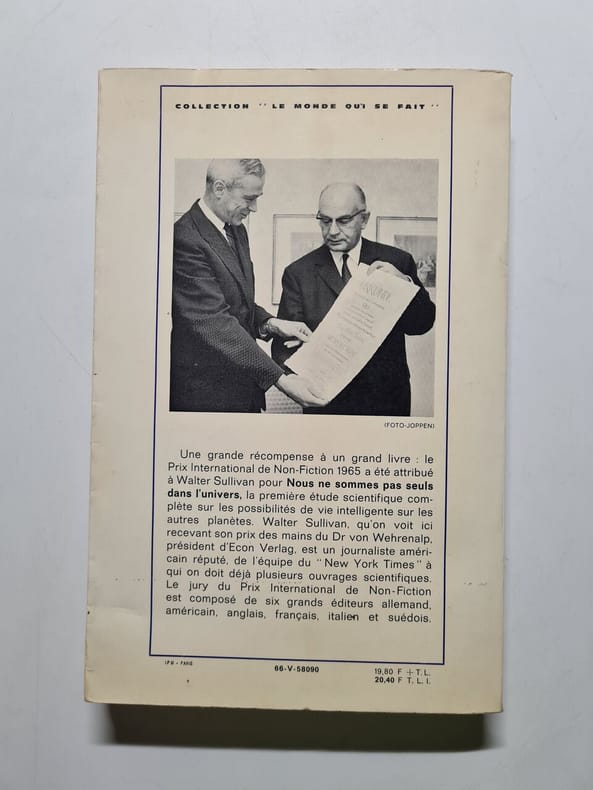 COLLECTION "LE MONDE QUI SE FAIT"
(FOTO-JOPPEN)
Une grande récompense à un grand livre : le
Prix International de Non-Fiction 1965 a été attribué
à Walter Sullivan pour Nous ne sommes pas seuls
dans l'univers, la première étude scientifique com-
plète sur les possibilités de vie intelligente sur les
autres planètes. Walter Sullivan, qu'on voit ici
recevant son prix des mains du Dr von Wehrenalp,
président d'Econ Verlag, est un journaliste améri-
cain réputé, de l'équipe du "New York Times" à
qui on doit déjà plusieurs ouvrages scientifiques.
Le jury du Prix International de Non-Fiction
est composé de six grands éditeurs allemand,
américain, anglais, français, italien et suédois.
66-V-58090
19,80 F + T.L.
20,40 F T. L. I.